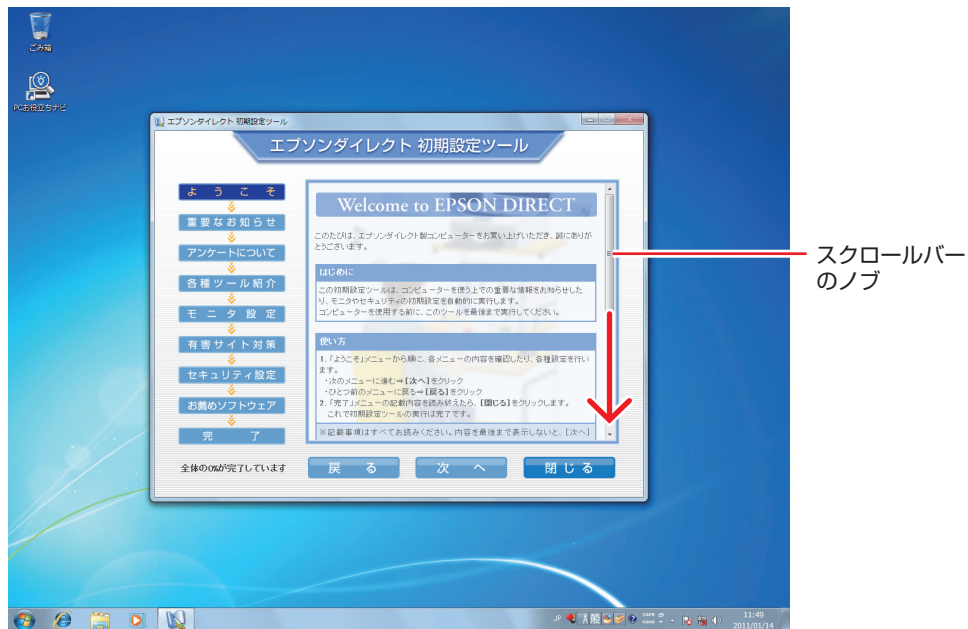 ごみ箱
PCお役立ちナビ
エプソンダイレクト 初期設定ツール
エプソンダイレクト 初期設定ツール
ようこそ
重要なお知らせ
アンケートについて
各種ツール紹介
モニタ設定
有害サイト対策
セキュリティ設定
お薦めソフトウェア
完了
全体の0%が完了しています
Welcome to EPSON DIRECT
このたびは、エプソンダイレクト製コンピューターをお買い上げいただき、誠にありが
とうございます。
はじめに
この初期設定ツールは、コンピューターを使う上での重要な情報をお知らせした
り、モニタやセキュリティの初期設定を自動的に実行します。
コンピューターを使用する前に、このツールを最後まで実行してください。
使い方
1.「ようこそ」メニューから順に、各メニューの内容を確認したり、各種設定を行い
ます。
・次のメニューに進む⇒【次へ】をクリック
・ひとつ前のメニューに戻る⇒【戻る】をクリック
2.「完了」メニューの記載内容を読み終えたら、【閉じる】をクリックします。
これで初期設定ツールの実行は完了です。
※記載事項はすべてお読みください。内容を最後まで表示しないと、[次へ]
戻る
次へ
閉じる
スクロールバー
のノブ
JP
A 般
CAPS
KANA
11:49
2011/01/14